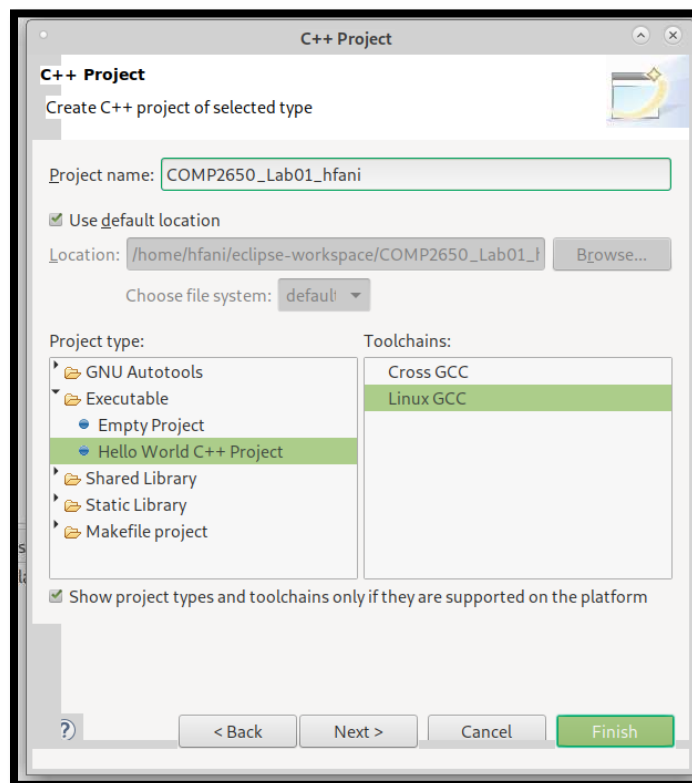 C++ Project
C++ Project
Create C++ project of selected type
Project name: COMP2650_Lab01_hfani
Use default location
Location: /home/hfani/eclipse-workspace/COMP2650_Lab01_h Browse...
Choose file system: default
Project type: Toolchains:
GNU Autotools Cross GCC
Executable Linux GCC
Empty Project
Hello World C++ Project
Shared Library
Static Library
Makefile project
Show project types and toolchains only if they are supported on the platform
? < Back Next > Cancel Finish